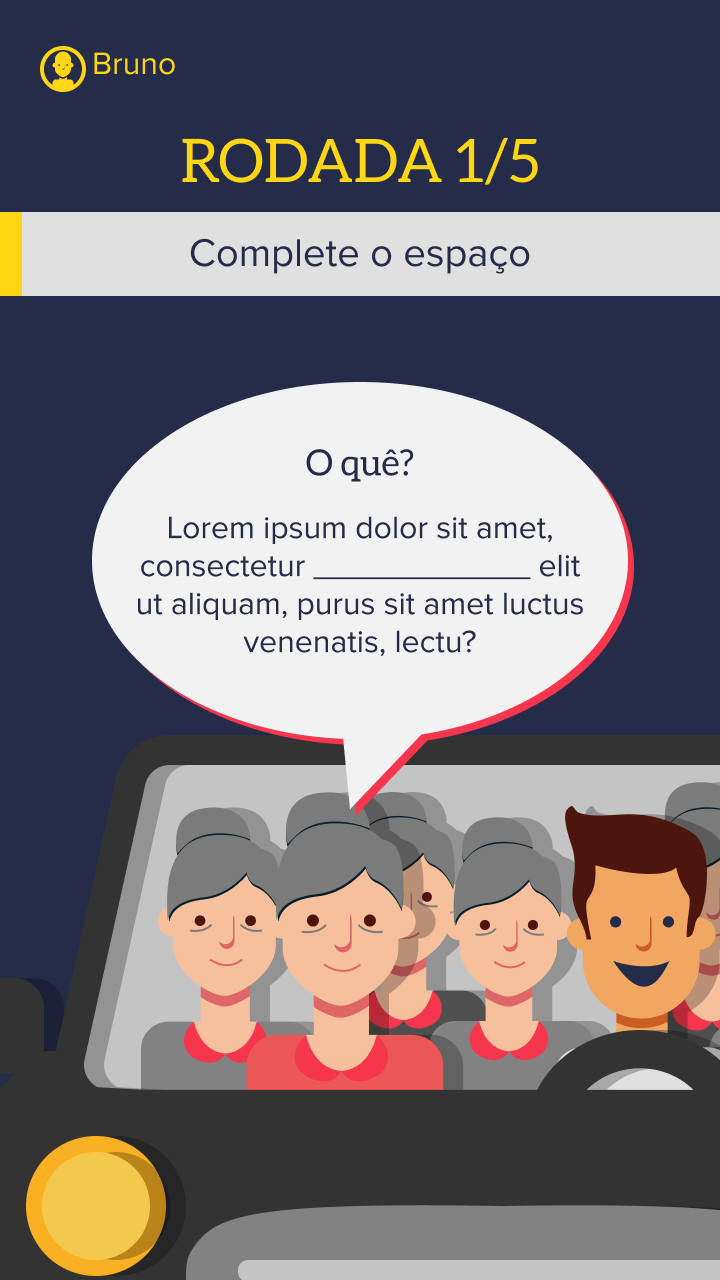 Bruno
RODADA 1/5
Complete o espaço
O quê?
Lorem ipsum dolor sit amet,
consectetur _____________ elit
ut aliquam, purus sit amet luctus
venenatis, lectu?